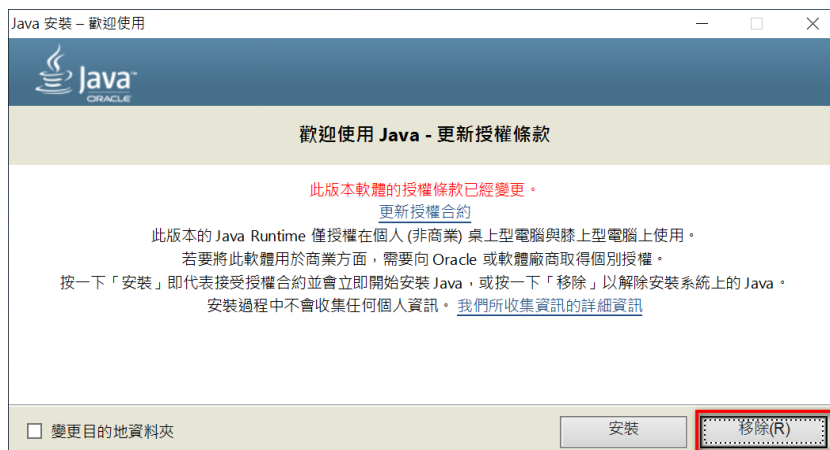 Java 安裝 – 歡迎使用
Java
ORACLE
歡迎使用 Java - 更新授權條款
此版本軟體的授權條款已經變更。
更新授權合約
此版本的 Java Runtime 僅授權在個人 (非商業) 桌上型電腦與膝上型電腦上使用。
若要將此軟體用於商業方面，需要向 Oracle 或軟體廠商取得個別授權。
按一下「安裝」即代表接受授權合約並會立即開始安裝 Java，或按一下「移除」以解除安裝系統上的 Java。
安裝過程中不會收集任何個人資訊。 我們所收集資訊的詳細資訊
變更目的地資料夾
安裝
移除(R)